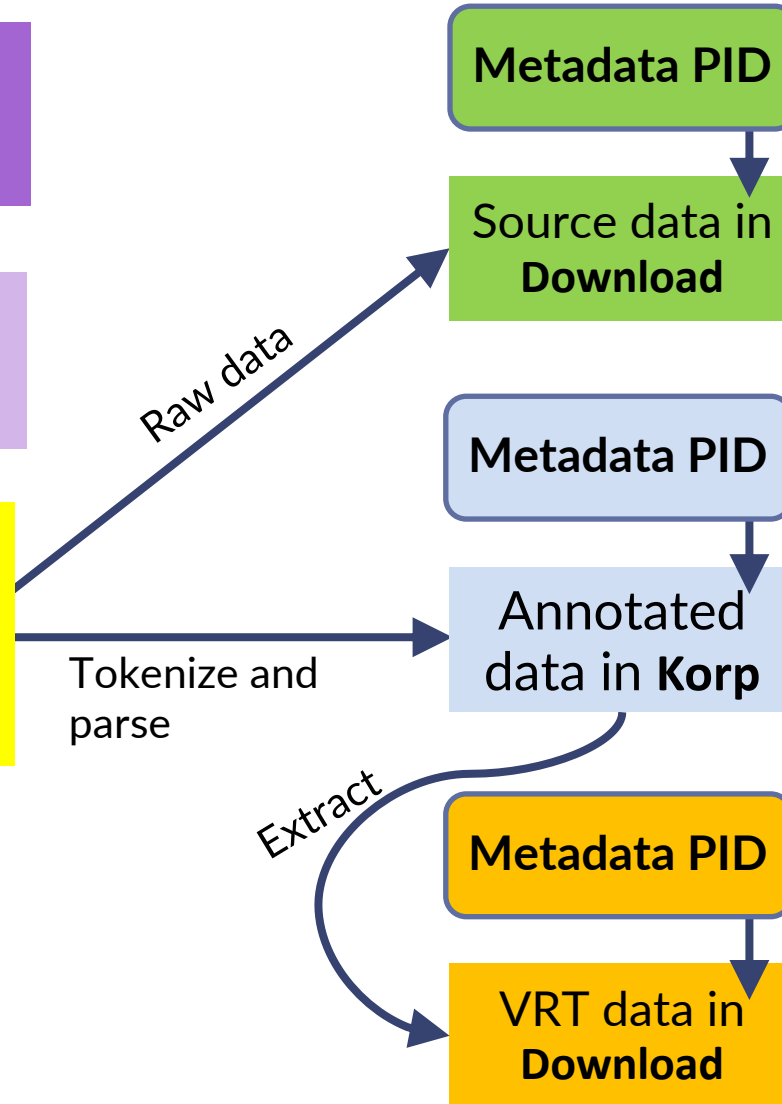 Metadata PID
Source data in
Download
Raw data
Metadata PID
Annotated
data in Korp
Tokenize and
parse
Extract
Metadata PID
VRT data in
Download